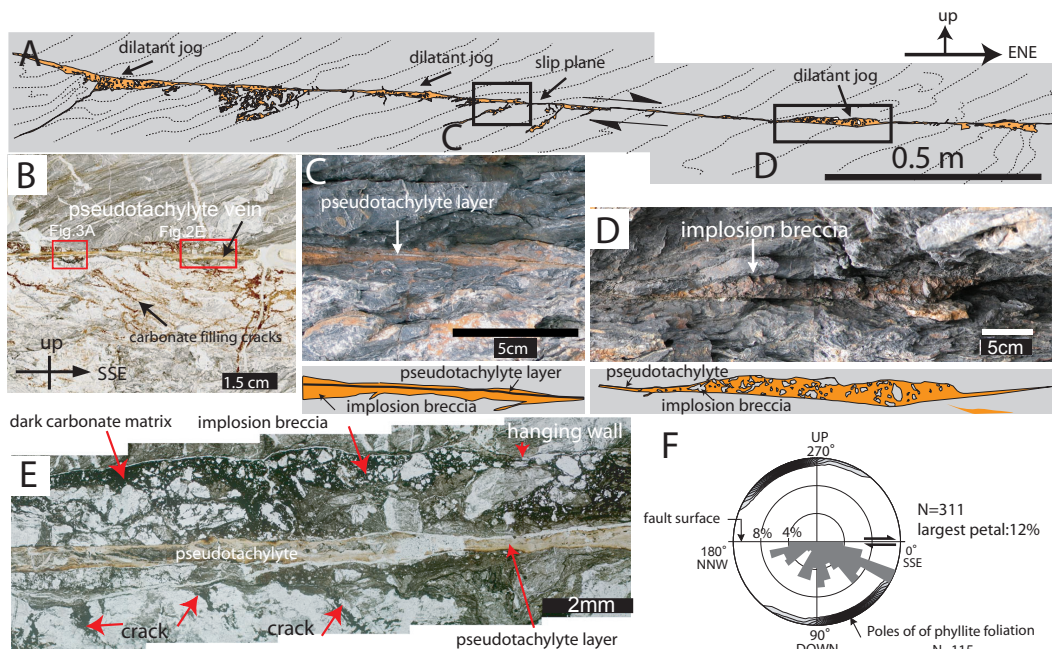 A
dilatant jog
dilatant jog
slip plane
dilatant jog
up
ENE
C
D
0.5 m
B
pseudotachylyte vein
Fig.3A
Fig.2E
carbonate filling cracks
up
SSE
1.5 cm
C
pseudotachylyte layer
5cm
pseudotachylyte layer
implosion breccia
D
implosion breccia
5cm
pseudotachylyte
implosion breccia
dark carbonate matrix
implosion breccia
hanging wall
E
pseudotachylyte
crack
crack
2mm
pseudotachylyte layer
F
UP
270°
N=311
largest petal:12%
fault surface
8%
4%
180°
NNW
0°
SSE
90°
DOWN
Poles of of phyllite foliation
N=115